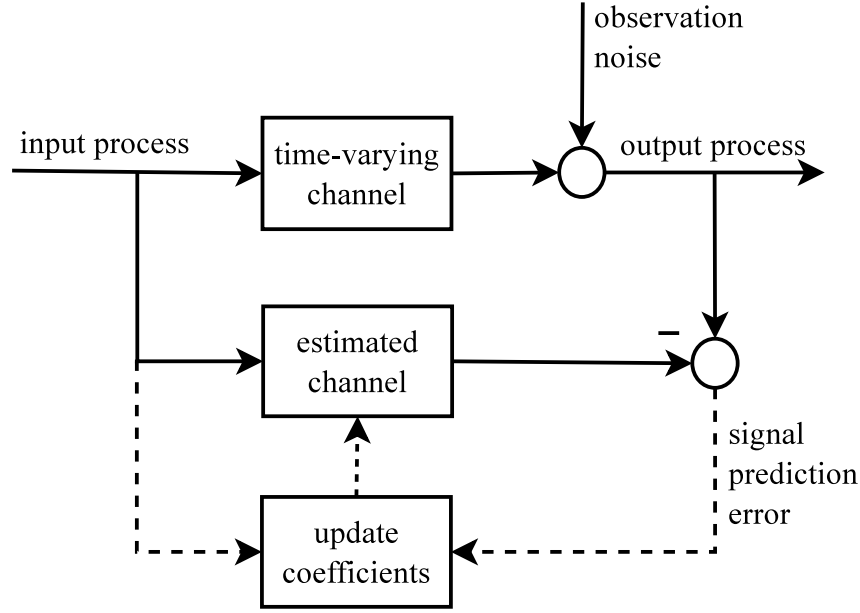 observation
noise
input process
time-varying
channel
output process
–
estimated
channel
signal
prediction
error
update
coefficients